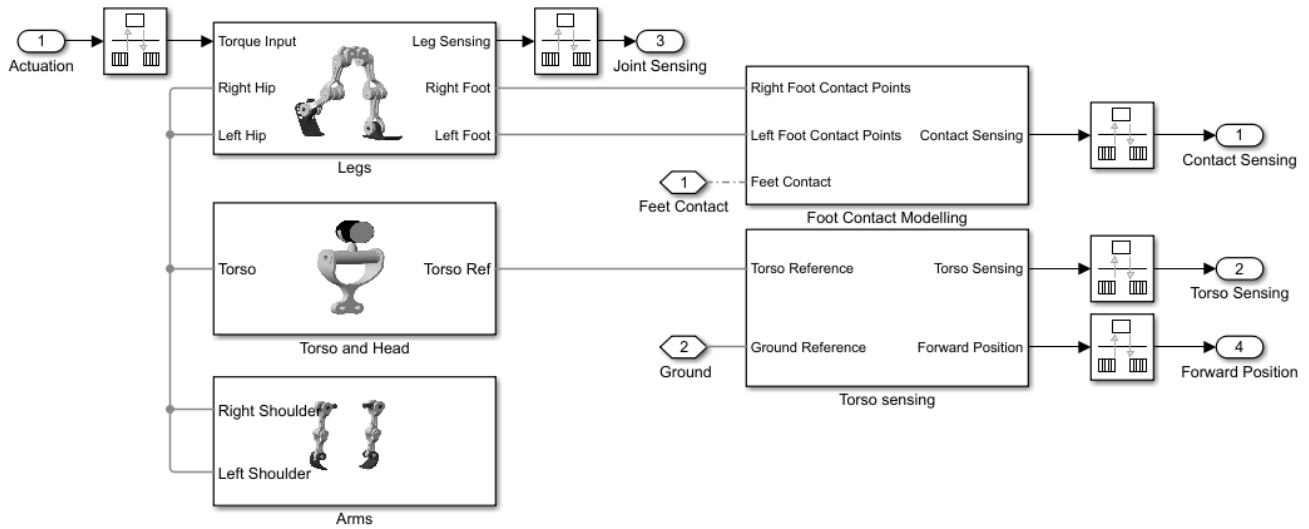 1
Actuation
Torque Input
Leg Sensing
Right Hip
Right Foot
Left Hip
Left Foot
Legs
3
Joint Sensing
Right Foot Contact Points
Left Foot Contact Points
Contact Sensing
Feet Contact
Foot Contact Modelling
1
Feet Contact
1
Contact Sensing
Torso
Torso Ref
Torso and Head
Torso Reference
Torso Sensing
Ground Reference
Forward Position
Torso sensing
2
Ground
2
Torso Sensing
4
Forward Position
Right Shoulder
Left Shoulder
Arms